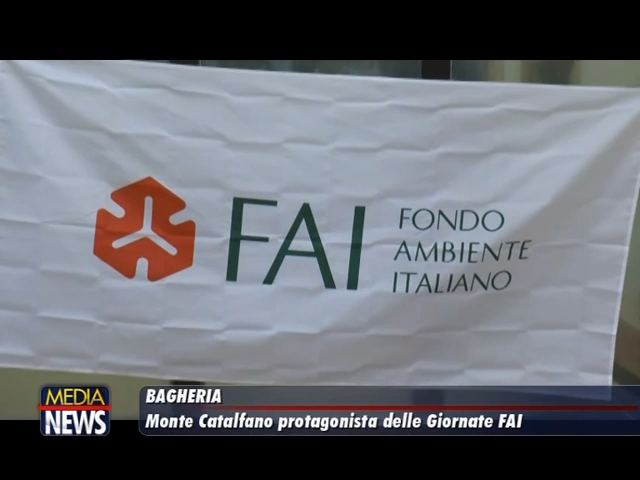 FAI
FONDO
AMBIENTE
ITALIANO
MEDIA
NEWS
BAGHERIA
Monte Catalfano protagonista delle Giornate FAI